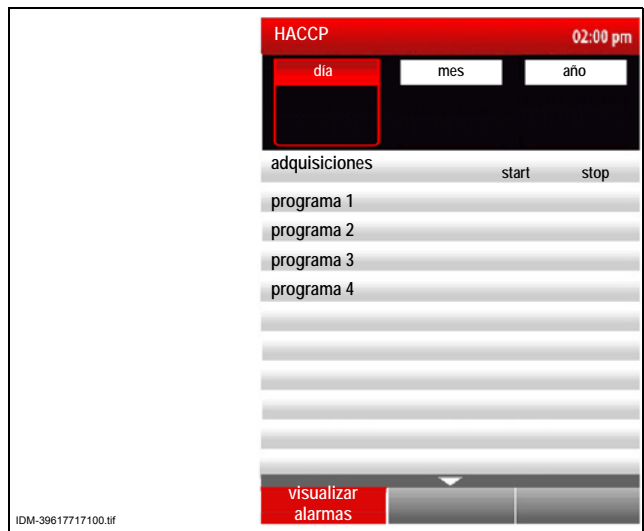 HACCP 02:00 pm
día mes año
adquisiciones start stop
programa 1
programa 2
programa 3
programa 4
visualizar
alarmas
IDM-39617717100.tif